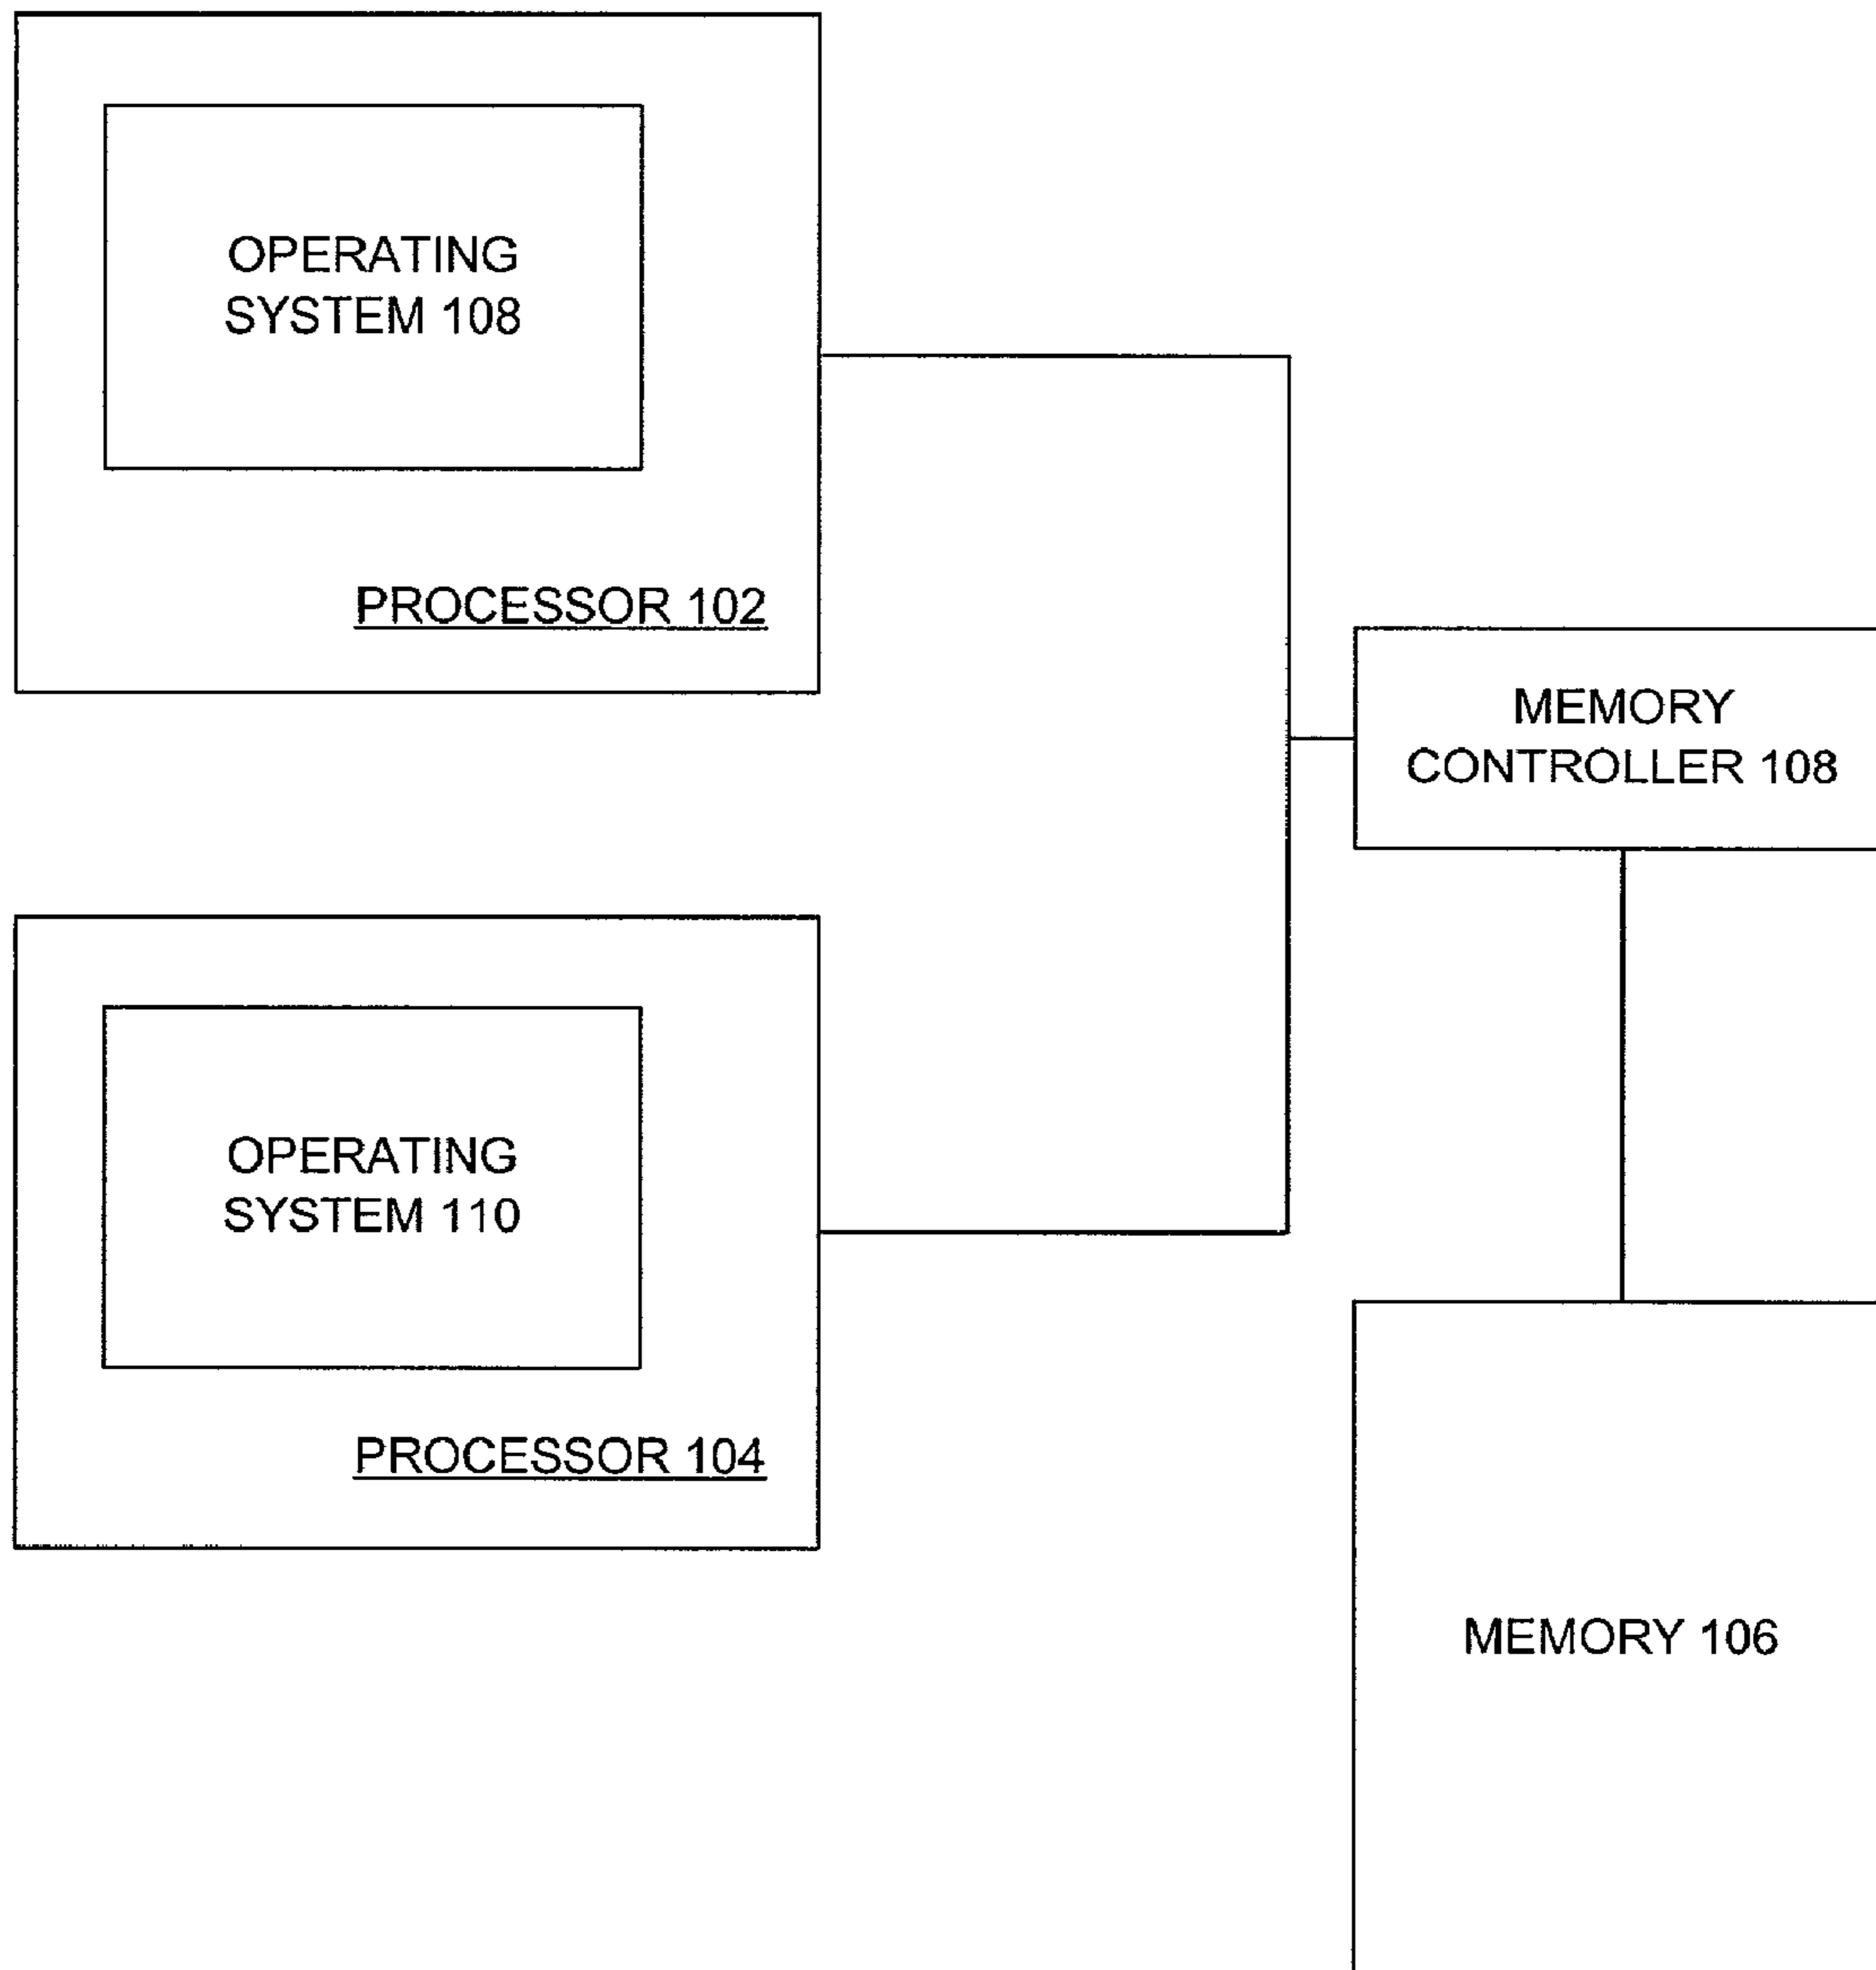 OPERATING
SYSTEM 108
PROCESSOR 102
MEMORY
CONTROLLER 108
OPERATING
SYSTEM 110
PROCESSOR 104
MEMORY 106